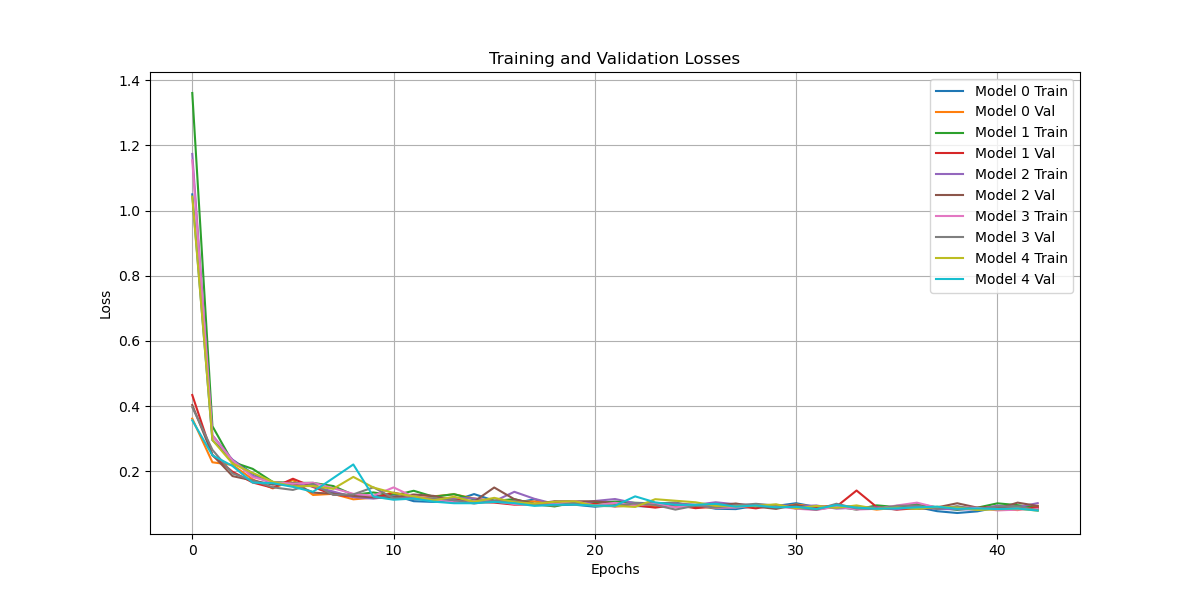 Training and Validation Losses
1.4
1.2
1.0
0.8
0.6
0.4
0.2
Loss
0
10
20
30
40
Epochs
Model 0 Train
Model 0 Val
Model 1 Train
Model 1 Val
Model 2 Train
Model 2 Val
Model 3 Train
Model 3 Val
Model 4 Train
Model 4 Val